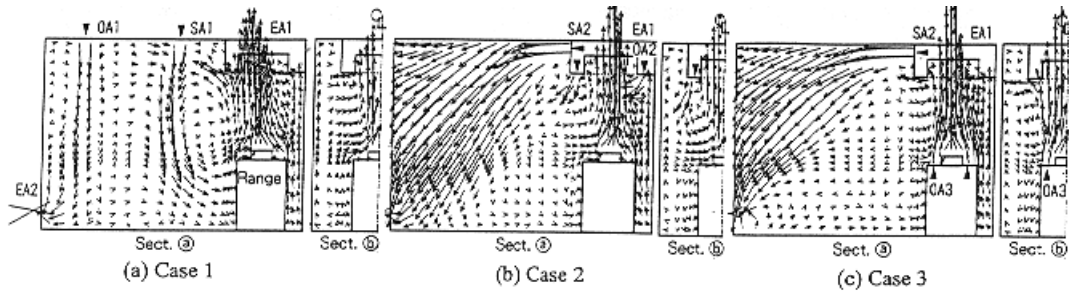 OA1 SA1 EA1
SA2 EA1
OA2
SA2 EA1
EA2
Range
OA3 OA3
Sect. ⓐ Sect. ⓑ Sect. ⓐ Sect. ⓑ Sect. ⓐ Sect. ⓑ
(a) Case 1 (b) Case 2 (c) Case 3